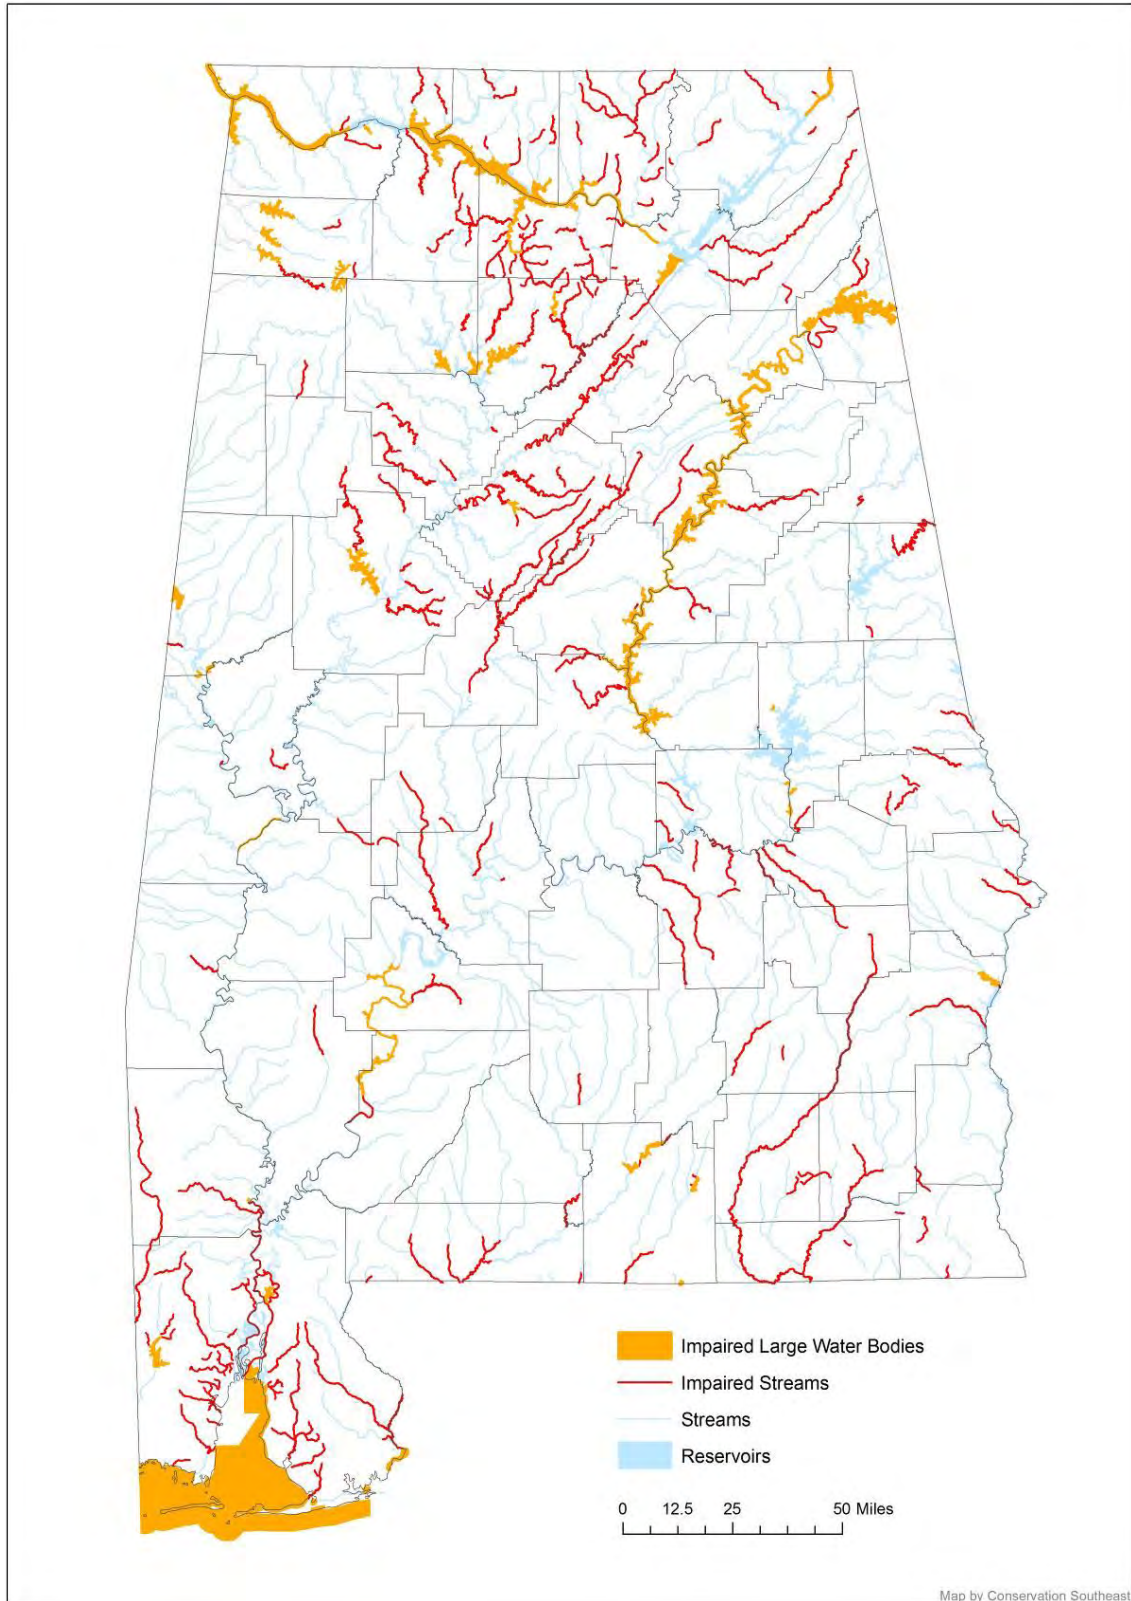 Impaired Large Water Bodies
Impaired Streams
Streams
Reservoirs
0 12.5 25 50 Miles
Map by Conservation Southeast